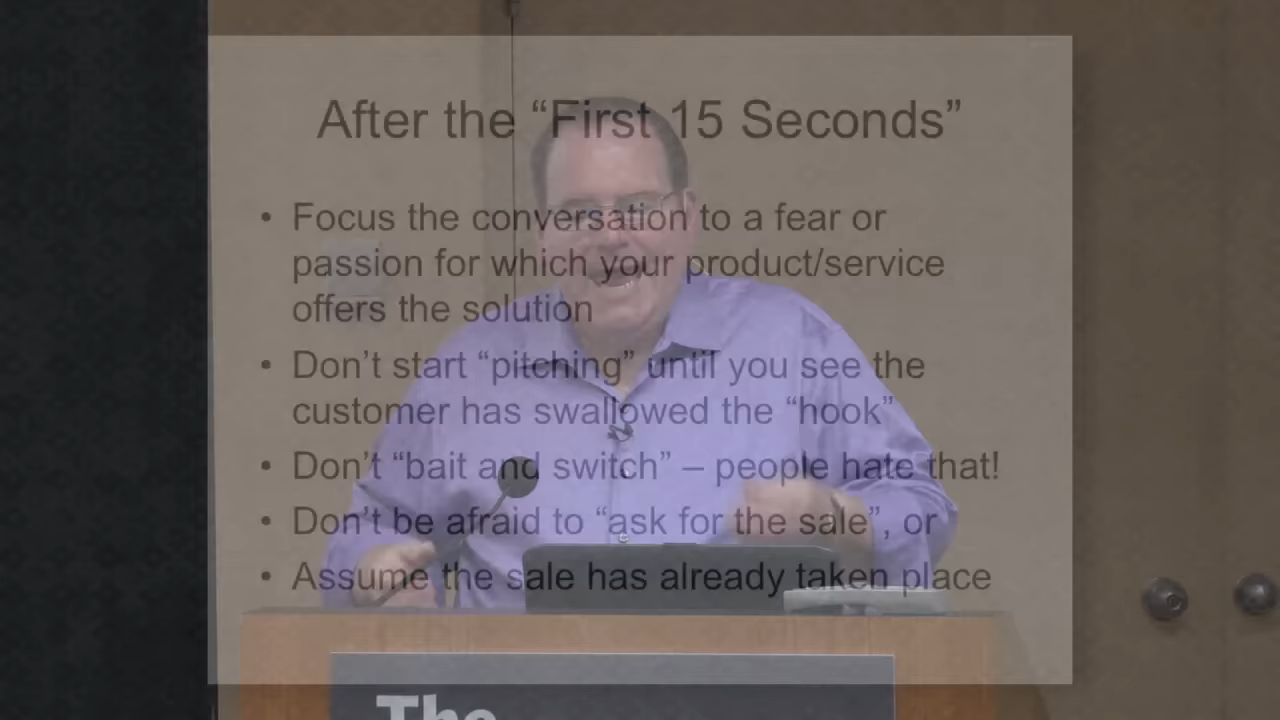 After the “First 15 Seconds”
• Focus the conversation to a fear or
passion for which your product/service
offers the solution
• Don’t start “pitching” until you see the
customer has swallowed the “hook”
• Don’t “bait and switch” – people hate that!
• Don’t be afraid to “ask for the sale”, or
• Assume the sale has already taken place
The